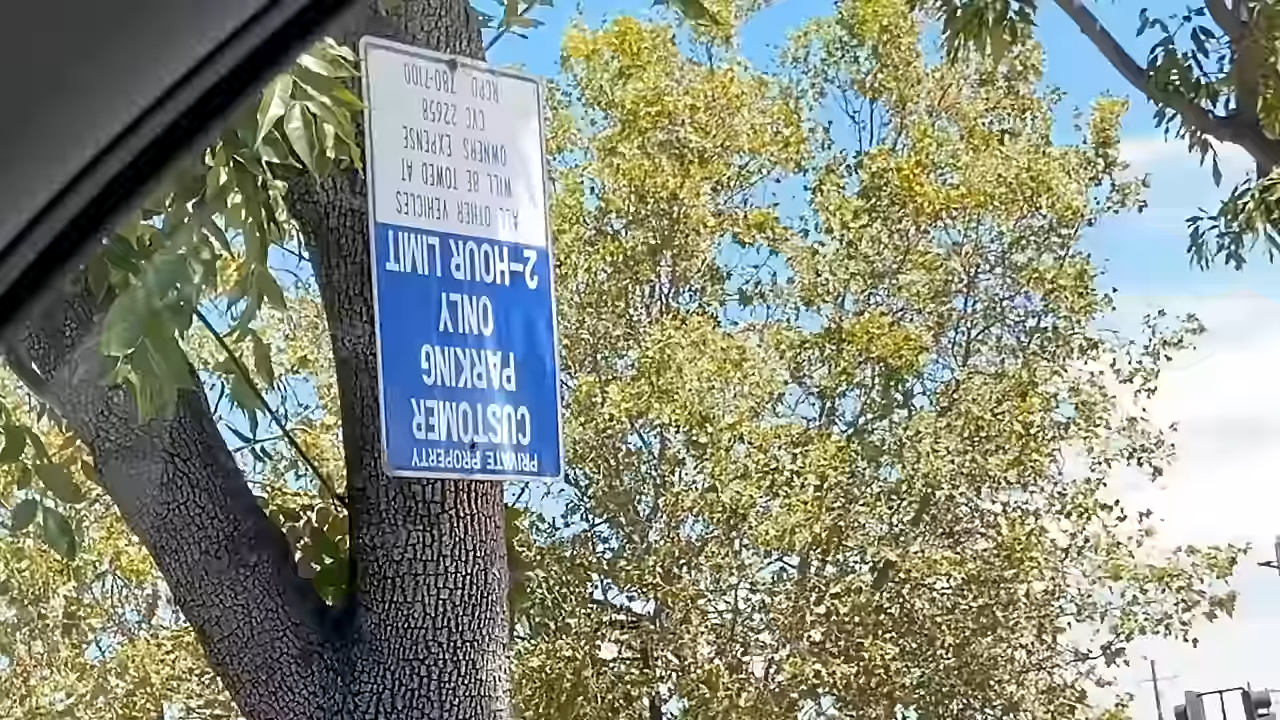 PRIVATE PROPERTY
CUSTOMER
PARKING
ONLY
2-HOUR LIMIT
ALL OTHER VEHICLES
WILL BE TOWED AT
OWNERS EXPENSE
CVC 22658
RCPD 780-7100